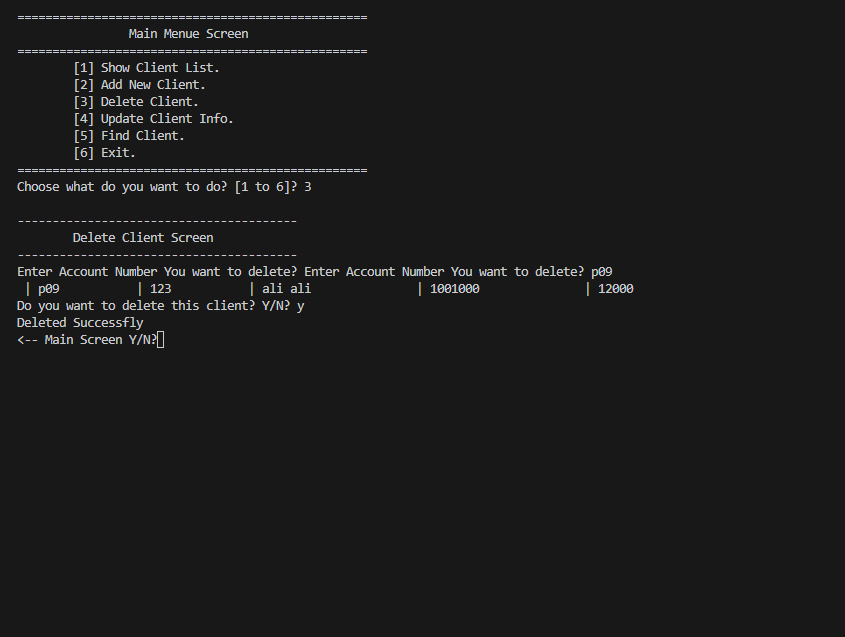 ==================================================
Main Menue Screen
==================================================
[1] Show Client List.
[2] Add New Client.
[3] Delete Client.
[4] Update Client Info.
[5] Find Client.
[6] Exit.
==================================================
Choose what do you want to do? [1 to 6]? 3
----------------------------------------
Delete Client Screen
----------------------------------------
Enter Account Number You want to delete? Enter Account Number You want to delete? p09
| p09 | 123 | ali ali | 1001000 | 12000
Do you want to delete this client? Y/N? y
Deleted Successfly
<-- Main Screen Y/N?